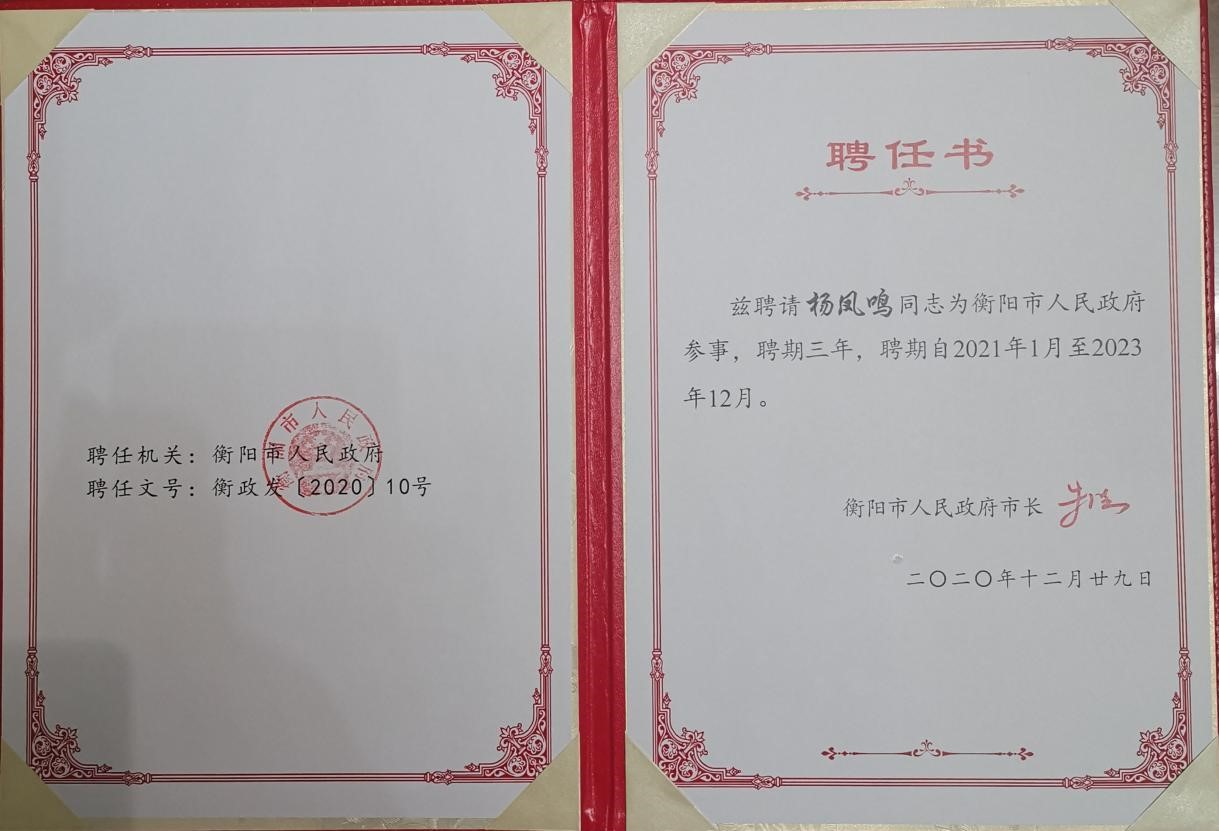 聘任机关：衡阳市人民政府
聘任文号：衡政发〔2020〕10号
聘任书
兹聘请杨凤鸣同志为衡阳市人民政府
参事，聘期三年，聘期自2021年1月至2023
年12月。
衡阳市人民政府市长
二〇二〇年十二月廿九日